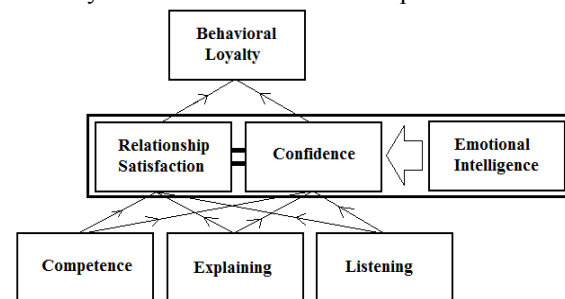 Behavioral
Loyalty
Relationship
Satisfaction
Confidence
Emotional
Intelligence
Competence
Explaining
Listening